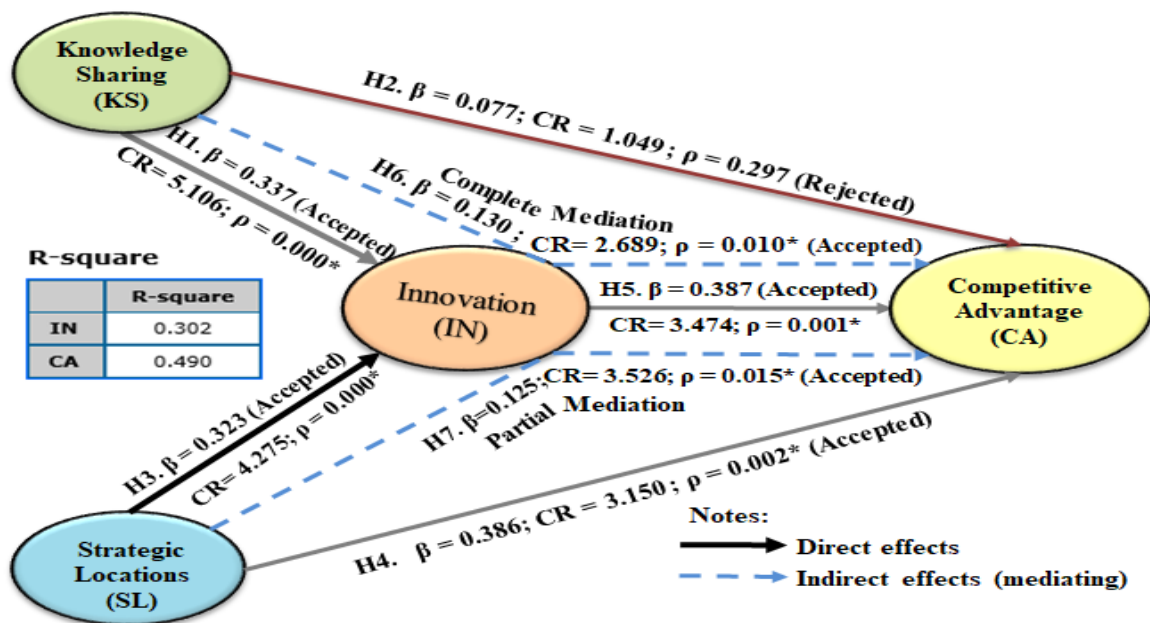 Knowledge
Sharing
(KS)
H2. β = 0.077; CR = 1.049; ρ = 0.297 (Rejected)
H1. β = 0.337 (Accepted)
CR= 5.106; ρ = 0.000*
Complete Mediation
H6. β = 0.130 ;
CR= 2.689; ρ = 0.010* (Accepted)
R-square
R-square
IN 0.302
CA 0.490
Innovation
(IN)
H5. β = 0.387 (Accepted)
CR= 3.474; ρ = 0.001*
Competitive
Advantage
(CA)
CR= 3.526; ρ = 0.015* (Accepted)
H7. β=0.125;
Partial Mediation
H3. β = 0.323 (Accepted)
CR= 4.275; ρ = 0.000*
H4. β = 0.386; CR = 3.150; ρ = 0.002* (Accepted)
Strategic
Locations
(SL)
Notes:
Direct effects
Indirect effects (mediating)